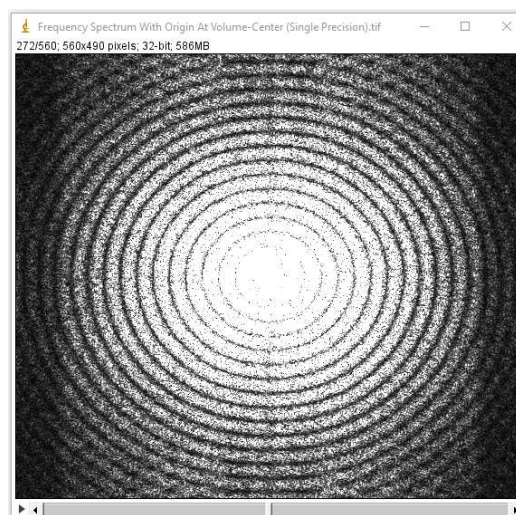 Frequency Spectrum With Origin At Volume-Center (Single Precision).tif
272/560; 560x490 pixels; 32-bit; 586MB